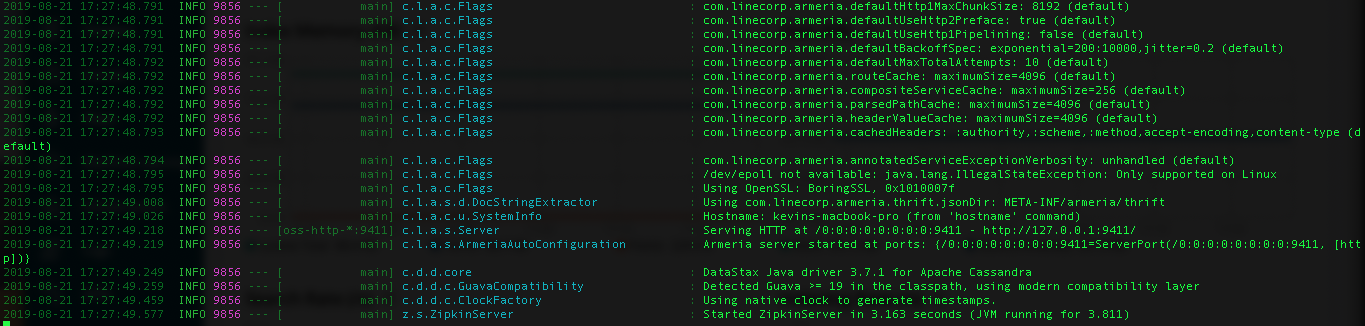 2019-08-21 17:27:48.791  INFO 9856 --- [           main] c.l.a.c.Flags                            : com.linecorp.armeria.defaultHttp1MaxChunkSize: 8192 (default)
2019-08-21 17:27:48.791  INFO 9856 --- [           main] c.l.a.c.Flags                            : com.linecorp.armeria.defaultUseHttp2Preface: true (default)
2019-08-21 17:27:48.791  INFO 9856 --- [           main] c.l.a.c.Flags                            : com.linecorp.armeria.defaultUseHttp1Pipelining: false (default)
2019-08-21 17:27:48.791  INFO 9856 --- [           main] c.l.a.c.Flags                            : com.linecorp.armeria.defaultBackoffSpec: exponential=200:10000,jitter=0.2 (default)
2019-08-21 17:27:48.792  INFO 9856 --- [           main] c.l.a.c.Flags                            : com.linecorp.armeria.defaultMaxTotalAttempts: 10 (default)
2019-08-21 17:27:48.792  INFO 9856 --- [           main] c.l.a.c.Flags                            : com.linecorp.armeria.routeCache: maximumSize=4096 (default)
2019-08-21 17:27:48.792  INFO 9856 --- [           main] c.l.a.c.Flags                            : com.linecorp.armeria.compositeServiceCache: maximumSize=256 (default)
2019-08-21 17:27:48.792  INFO 9856 --- [           main] c.l.a.c.Flags                            : com.linecorp.armeria.parsedPathCache: maximumSize=4096 (default)
2019-08-21 17:27:48.792  INFO 9856 --- [           main] c.l.a.c.Flags                            : com.linecorp.armeria.headerValueCache: maximumSize=4096 (default)
2019-08-21 17:27:48.793  INFO 9856 --- [           main] c.l.a.c.Flags                            : com.linecorp.armeria.cachedHeaders: :authority,:scheme,:method,accept-encoding,content-type (d
efault)
2019-08-21 17:27:48.794  INFO 9856 --- [           main] c.l.a.c.Flags                            : com.linecorp.armeria.annotatedServiceExceptionVerbosity: unhandled (default)
2019-08-21 17:27:48.795  INFO 9856 --- [           main] c.l.a.c.Flags                            : /dev/epoll not available: java.lang.IllegalStateException: Only supported on Linux
2019-08-21 17:27:48.795  INFO 9856 --- [           main] c.l.a.c.Flags                            : Using OpenSSL: BoringSSL, 0x1010007f
2019-08-21 17:27:49.008  INFO 9856 --- [           main] c.l.a.s.d.DocStringExtractor             : Using com.linecorp.armeria.thrift.jsonDir: META-INF/armeria/thrift
2019-08-21 17:27:49.026  INFO 9856 --- [           main] c.l.a.c.u.SystemInfo                     : Hostname: kevins-macbook-pro (from 'hostname' command)
2019-08-21 17:27:49.218  INFO 9856 --- [oss-http-*:9411] c.l.a.s.Server                           : Serving HTTP at /0:0:0:0:0:0:0:0:9411 - http://127.0.0.1:9411/
2019-08-21 17:27:49.219  INFO 9856 --- [           main] c.l.a.s.ArmeriaAutoConfiguration         : Armeria server started at ports: {/0:0:0:0:0:0:0:0:9411=ServerPort(/0:0:0:0:0:0:0:0:9411, [htt
p])}
2019-08-21 17:27:49.249  INFO 9856 --- [           main] c.d.d.core                               : DataStax Java driver 3.7.1 for Apache Cassandra
2019-08-21 17:27:49.259  INFO 9856 --- [           main] c.d.d.c.GuavaCompatibility               : Detected Guava >= 19 in the classpath, using modern compatibility layer
2019-08-21 17:27:49.459  INFO 9856 --- [           main] c.d.d.c.ClockFactory                     : Using native clock to generate timestamps.
2019-08-21 17:27:49.577  INFO 9856 --- [           main] z.s.ZipkinServer                         : Started ZipkinServer in 3.163 seconds (JVM running for 3.811)